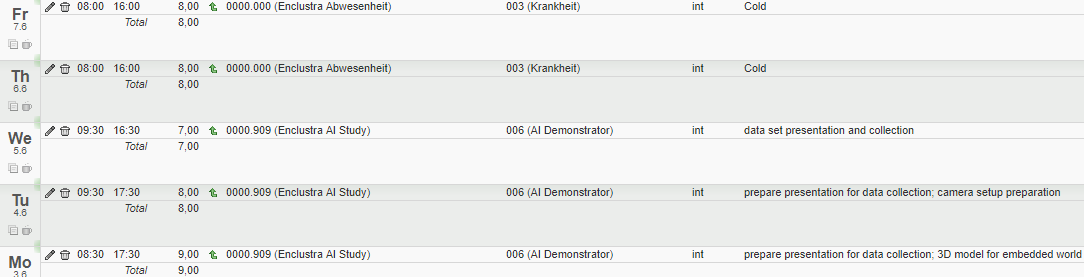 Fr 08:00 16:00 8,00 0000.000 (Enclustra Abwesenheit) 003 (Krankheit) int Cold
7.6 Total 8,00
Th 08:00 16:00 8,00 0000.000 (Enclustra Abwesenheit) 003 (Krankheit) int Cold
6.6 Total 8,00
We 09:30 16:30 7,00 0000.909 (Enclustra AI Study) 006 (AI Demonstrator) int data set presentation and collection
5.6 Total 7,00
Tu 09:30 17:30 8,00 0000.909 (Enclustra AI Study) 006 (AI Demonstrator) int prepare presentation for data collection; camera setup preparation
4.6 Total 8,00
Mo 08:30 17:30 9,00 0000.909 (Enclustra AI Study) 006 (AI Demonstrator) int prepare presentation for data collection; 3D model for embedded world
3.6 Total 9,00